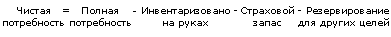 Чистая = Полная - Инвентаризовано - Страховой - Резервирование
потребность потребность на руках запас для других целей